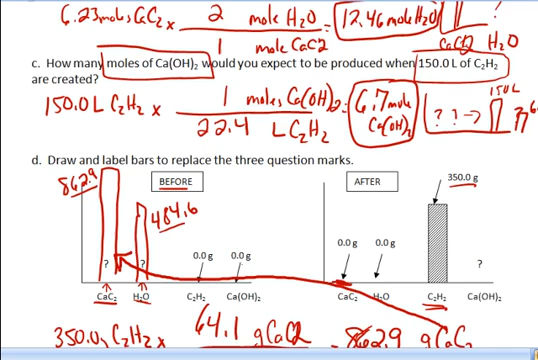 6.23 moles CaC2 x 2 mole H2O / 1 mole CaC2 12.46 mole H2O ?
CaC2 H2O
c. How many moles of Ca(OH)₂ would you expect to be produced when 150.0 L of C₂H₂
are created?
150.0 L C2H2 x 1 moles Ca(OH)2 / 22.4 L C2H2 = 6.7 mole Ca(OH)2 ? ? → 150L
d. Draw and label bars to replace the three question marks.
862.9 BEFORE AFTER 350.0 g
484.6
0.0 g 0.0 g 0.0 g 0.0 g
? ? ?
CaC₂ H₂O C₂H₂ Ca(OH)₂ CaC₂ H₂O C₂H₂ Ca(OH)₂
350.0g C2H2 x 64.1 g CaC2 = 862.9 g CaC